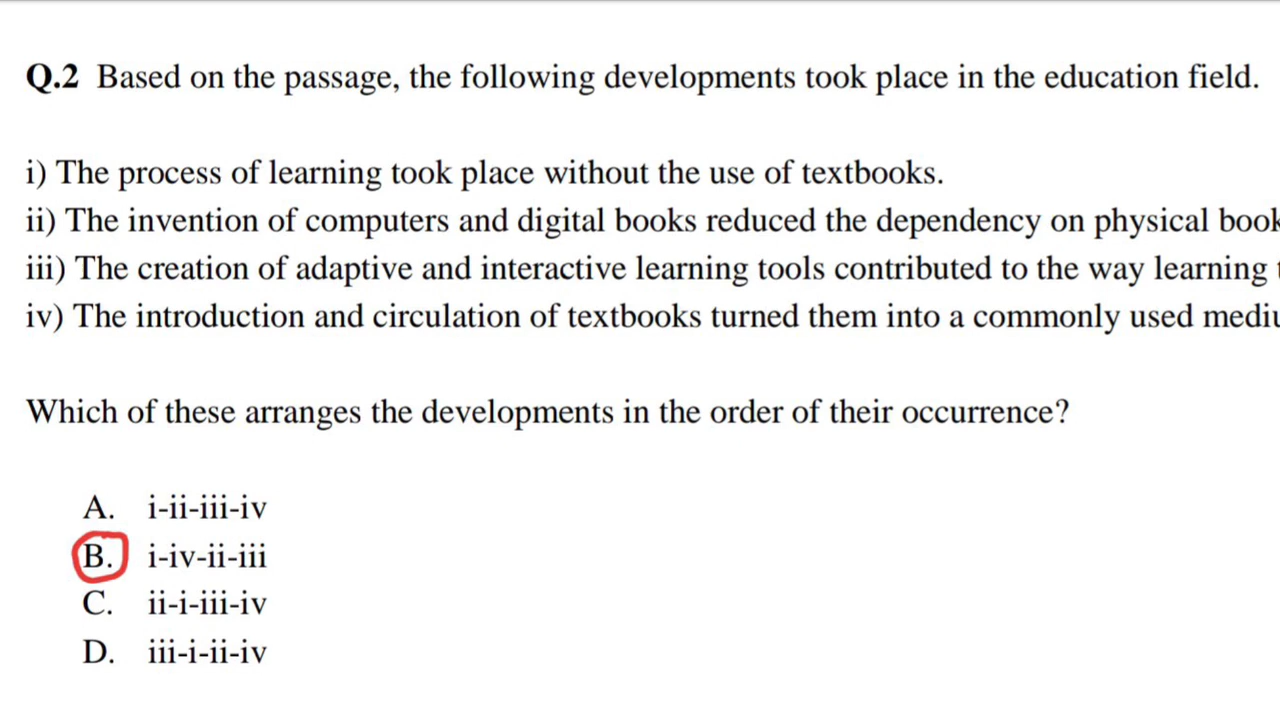 Q.2 Based on the passage, the following developments took place in the education field.
i) The process of learning took place without the use of textbooks.
ii) The invention of computers and digital books reduced the dependency on physical
iii) The creation of adaptive and interactive learning tools contributed to the way learning
iv) The introduction and circulation of textbooks turned them into a commonly used
Which of these arranges the developments in the order of their occurrence?
A. i-ii-iii-iv
B. i-iv-ii-iii
C. ii-i-iii-iv
D. iii-i-ii-iv